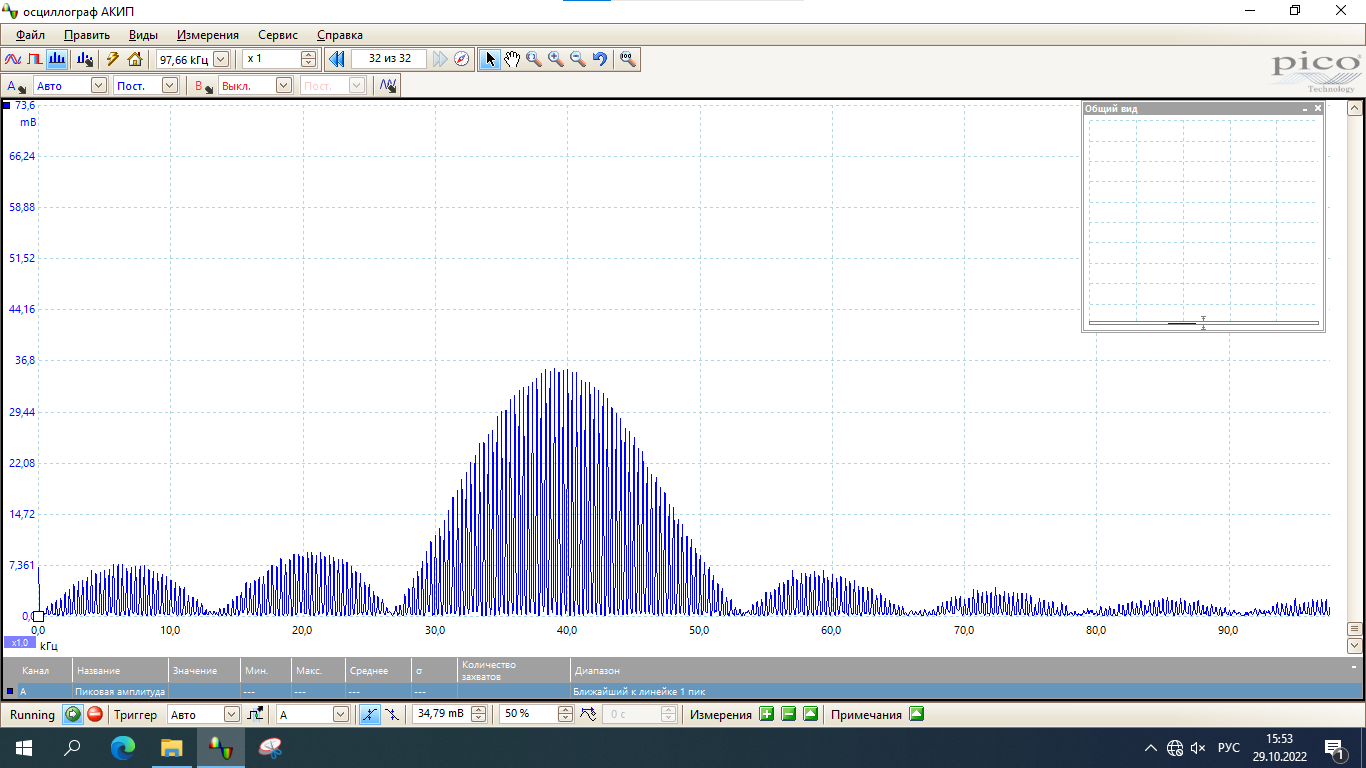 осциллограф АКИП
Файл Править Виды Измерения Сервис Справка
97,66 кГц x 1 32 из 32
A Авто Пост. B Выкл. Пост.
pico
Technology
Общий вид
73,6
mB
66,24
58,88
51,52
44,16
36,8
29,44
22,08
14,72
7,361
0,0
0,0 10,0 20,0 30,0 40,0 50,0 60,0 70,0 80,0 90,0
x1,0 кГц
Канал Название Значение Мин. Макс. Среднее σ Количество захватов Диапазон
A Пиковая амплитуда --- --- --- --- Ближайший к линейке 1 пик
Running Триггер Авто A 34,79 mB 50 % 0 с Измерения Примечания
РУС 15:53
29.10.2022
1